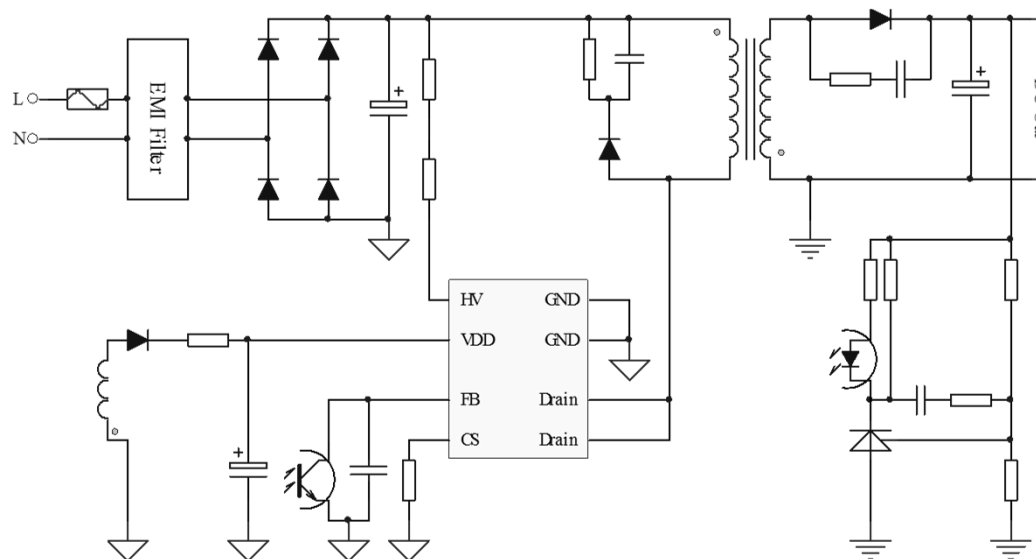 L
N
EMI Filter
+
+
HV
GND
VDD
GND
FB
Drain
CS
Drain
+